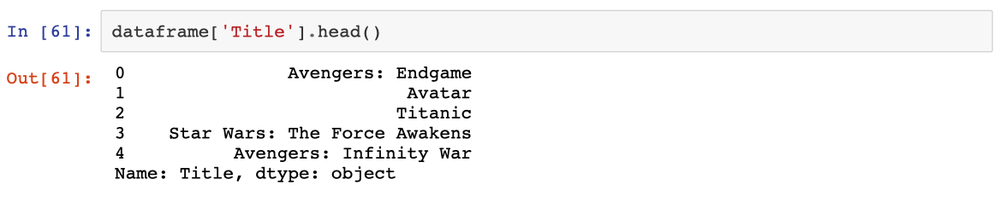 In [61]: dataframe['Title'].head()
Out[61]: 0 Avengers: Endgame
1 Avatar
2 Titanic
3 Star Wars: The Force Awakens
4 Avengers: Infinity War
Name: Title, dtype: object